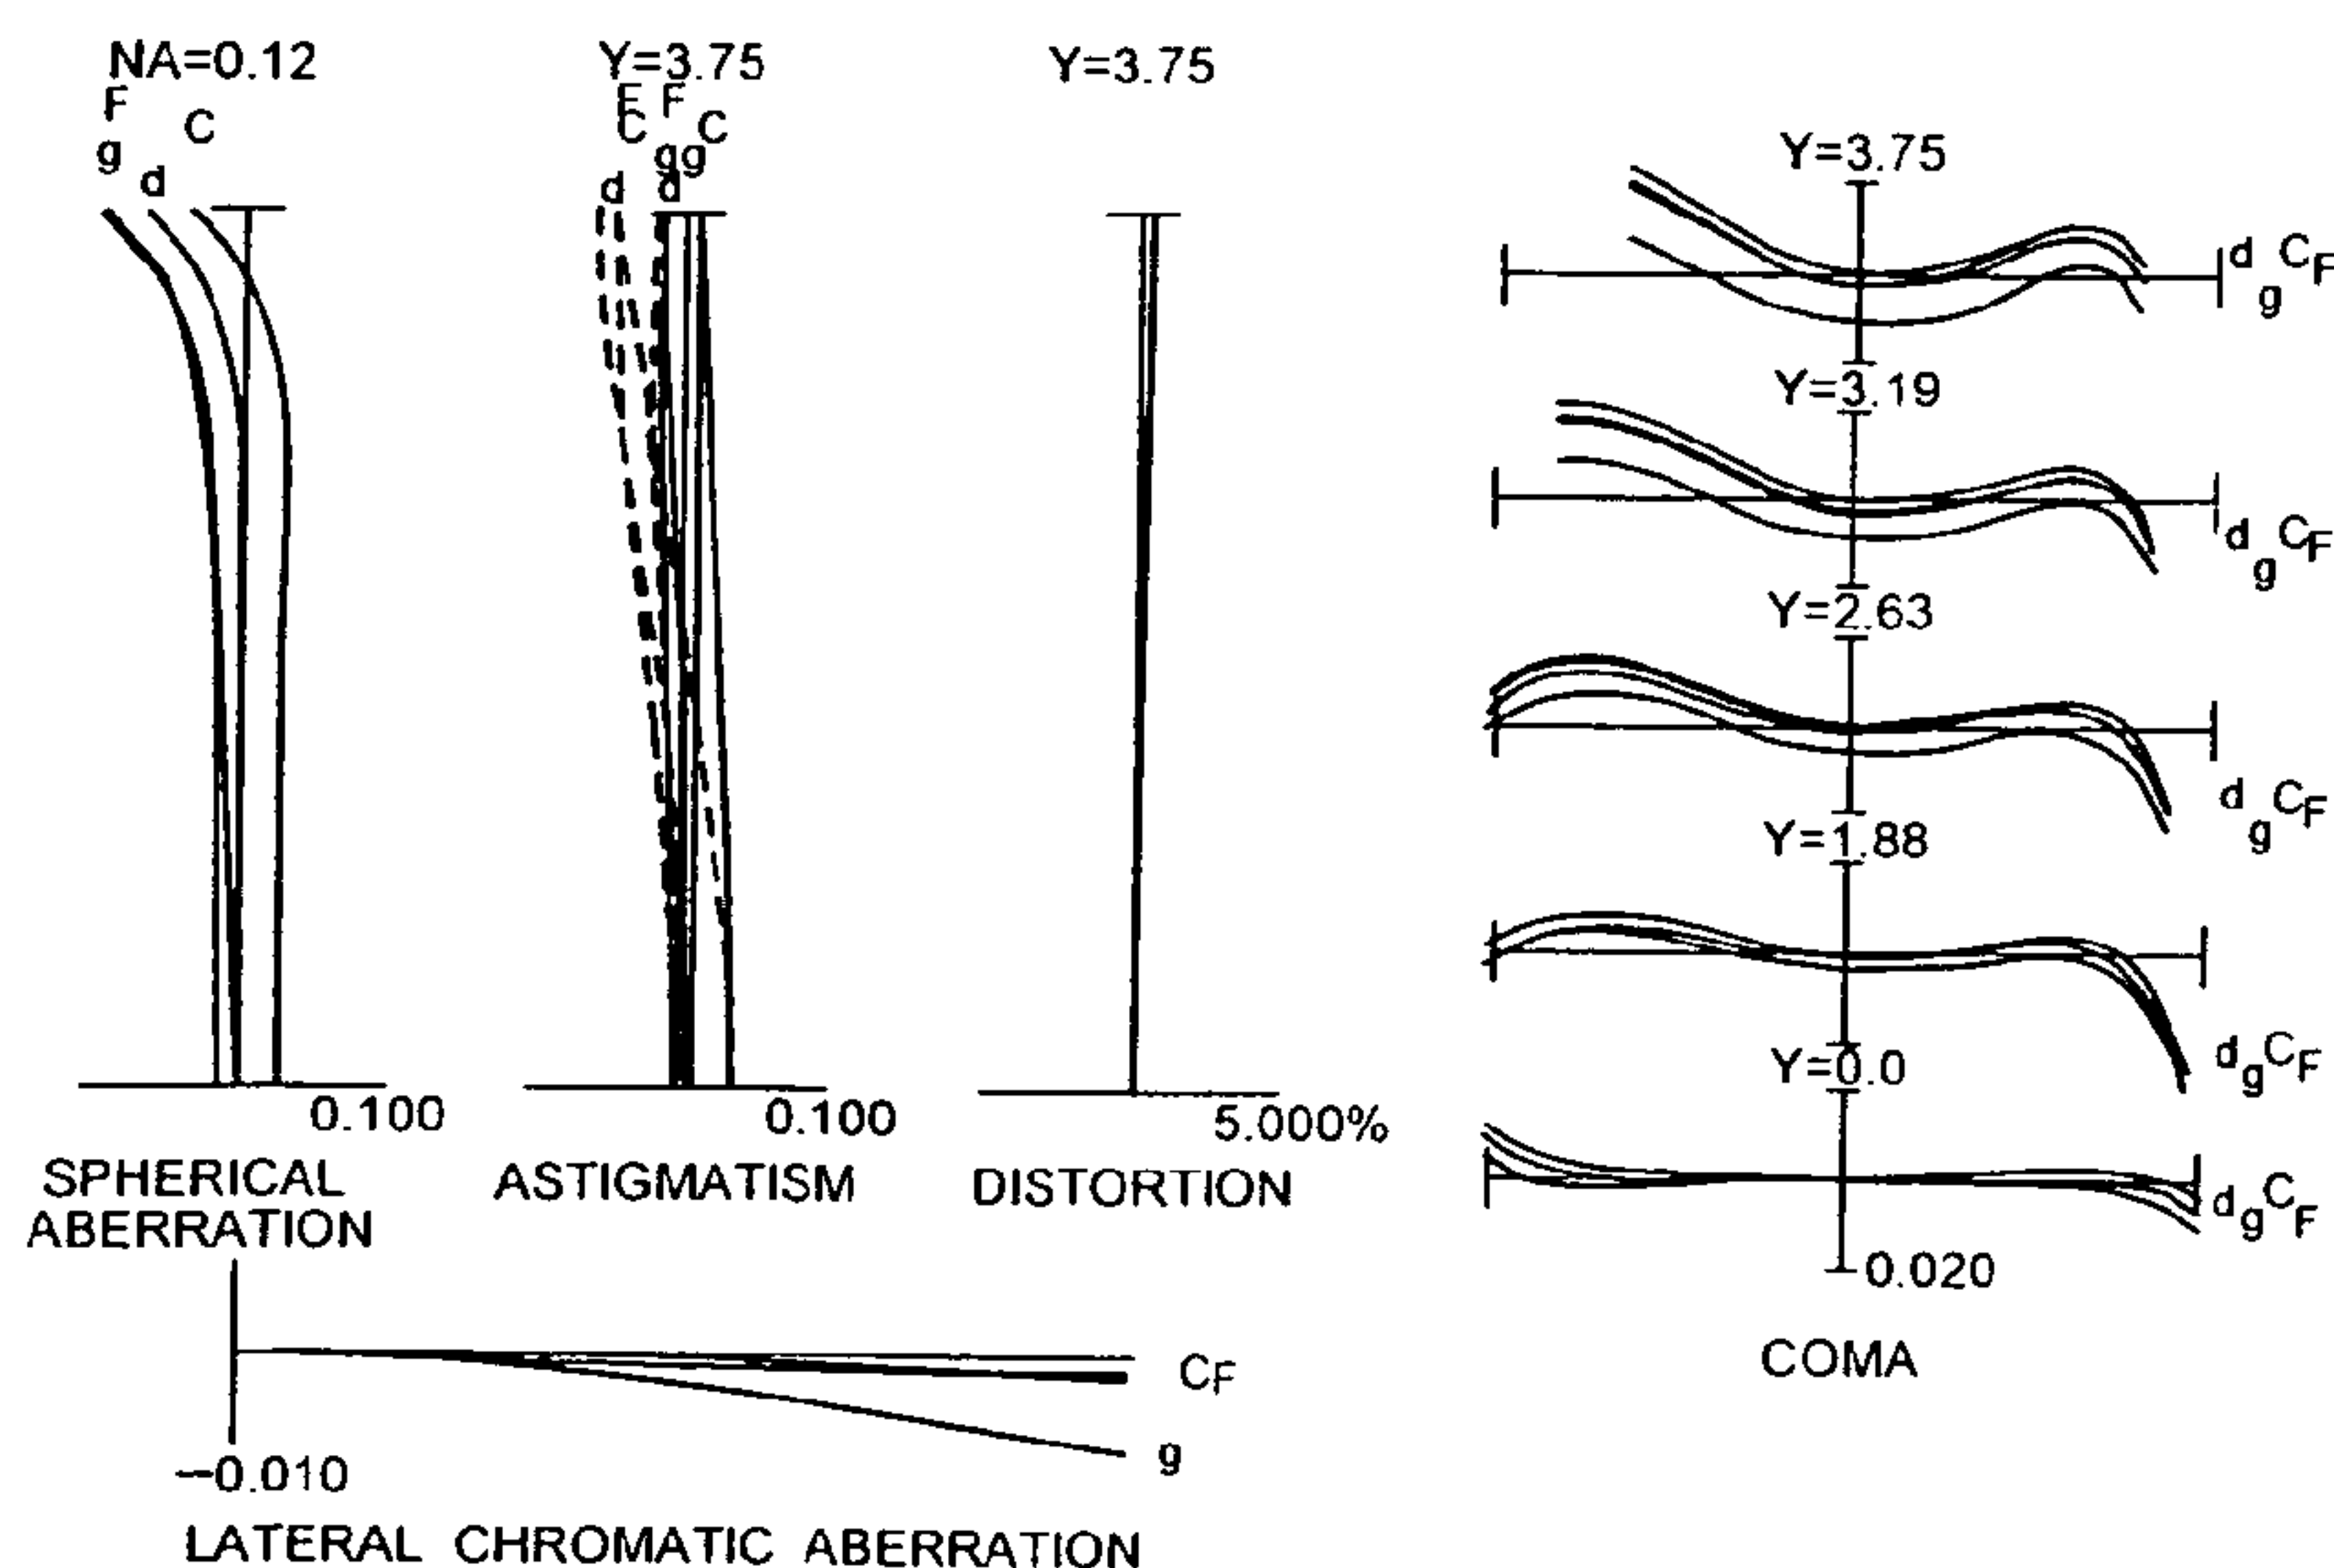 NA=0.12
F
C
g
d
0.100
SPHERICAL
ABERRATION
Y=3.75
F F
C C
g g
d d
0.100
ASTIGMATISM
Y=3.75
5.000%
DISTORTION
Y=3.75
d C F
g
Y=3.19
d C F
g
Y=2.63
d C F
g
Y=1.88
d g C F
Y=0.0
d g C F
0.020
COMA
C F
g
−0.010
LATERAL CHROMATIC ABERRATION